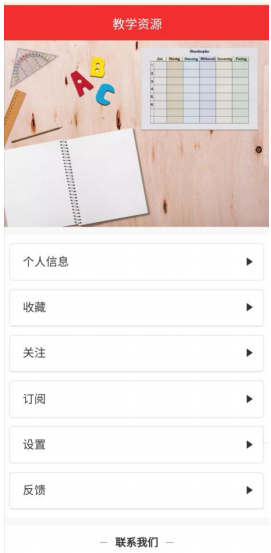 教学资源
Stundenplan
A
B
C
个人信息
收藏
关注
订阅
设置
反馈
— 联系我们 —